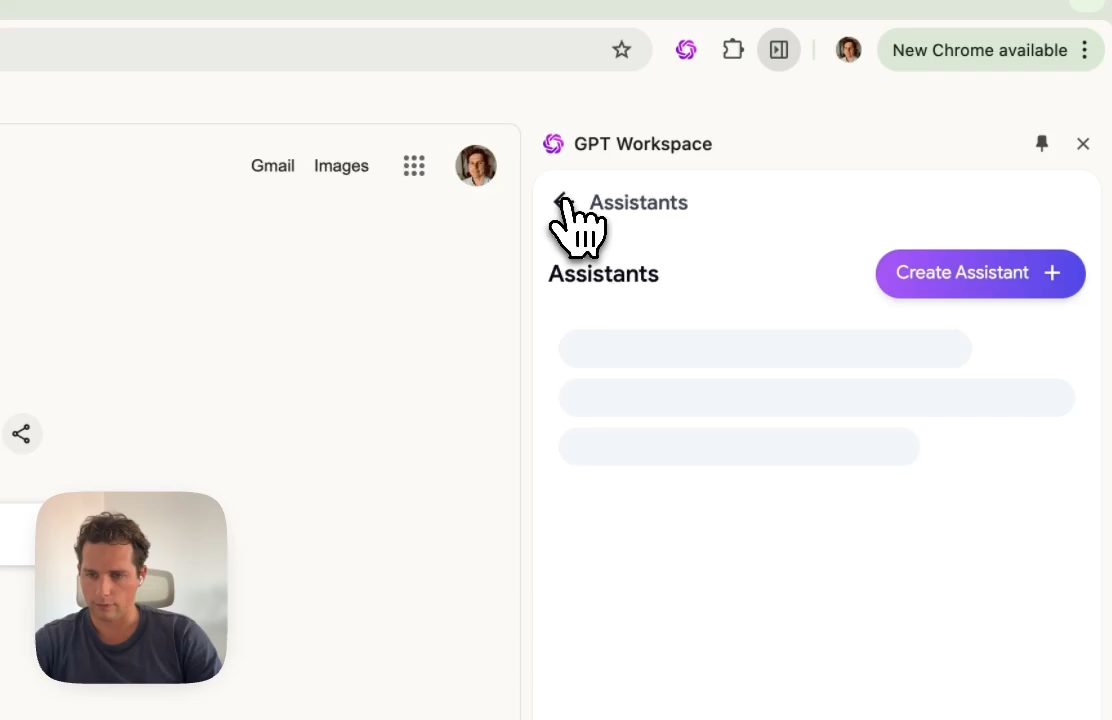 New Chrome available
GPT Workspace
Gmail Images
Assistants
Assistants
Create Assistant +